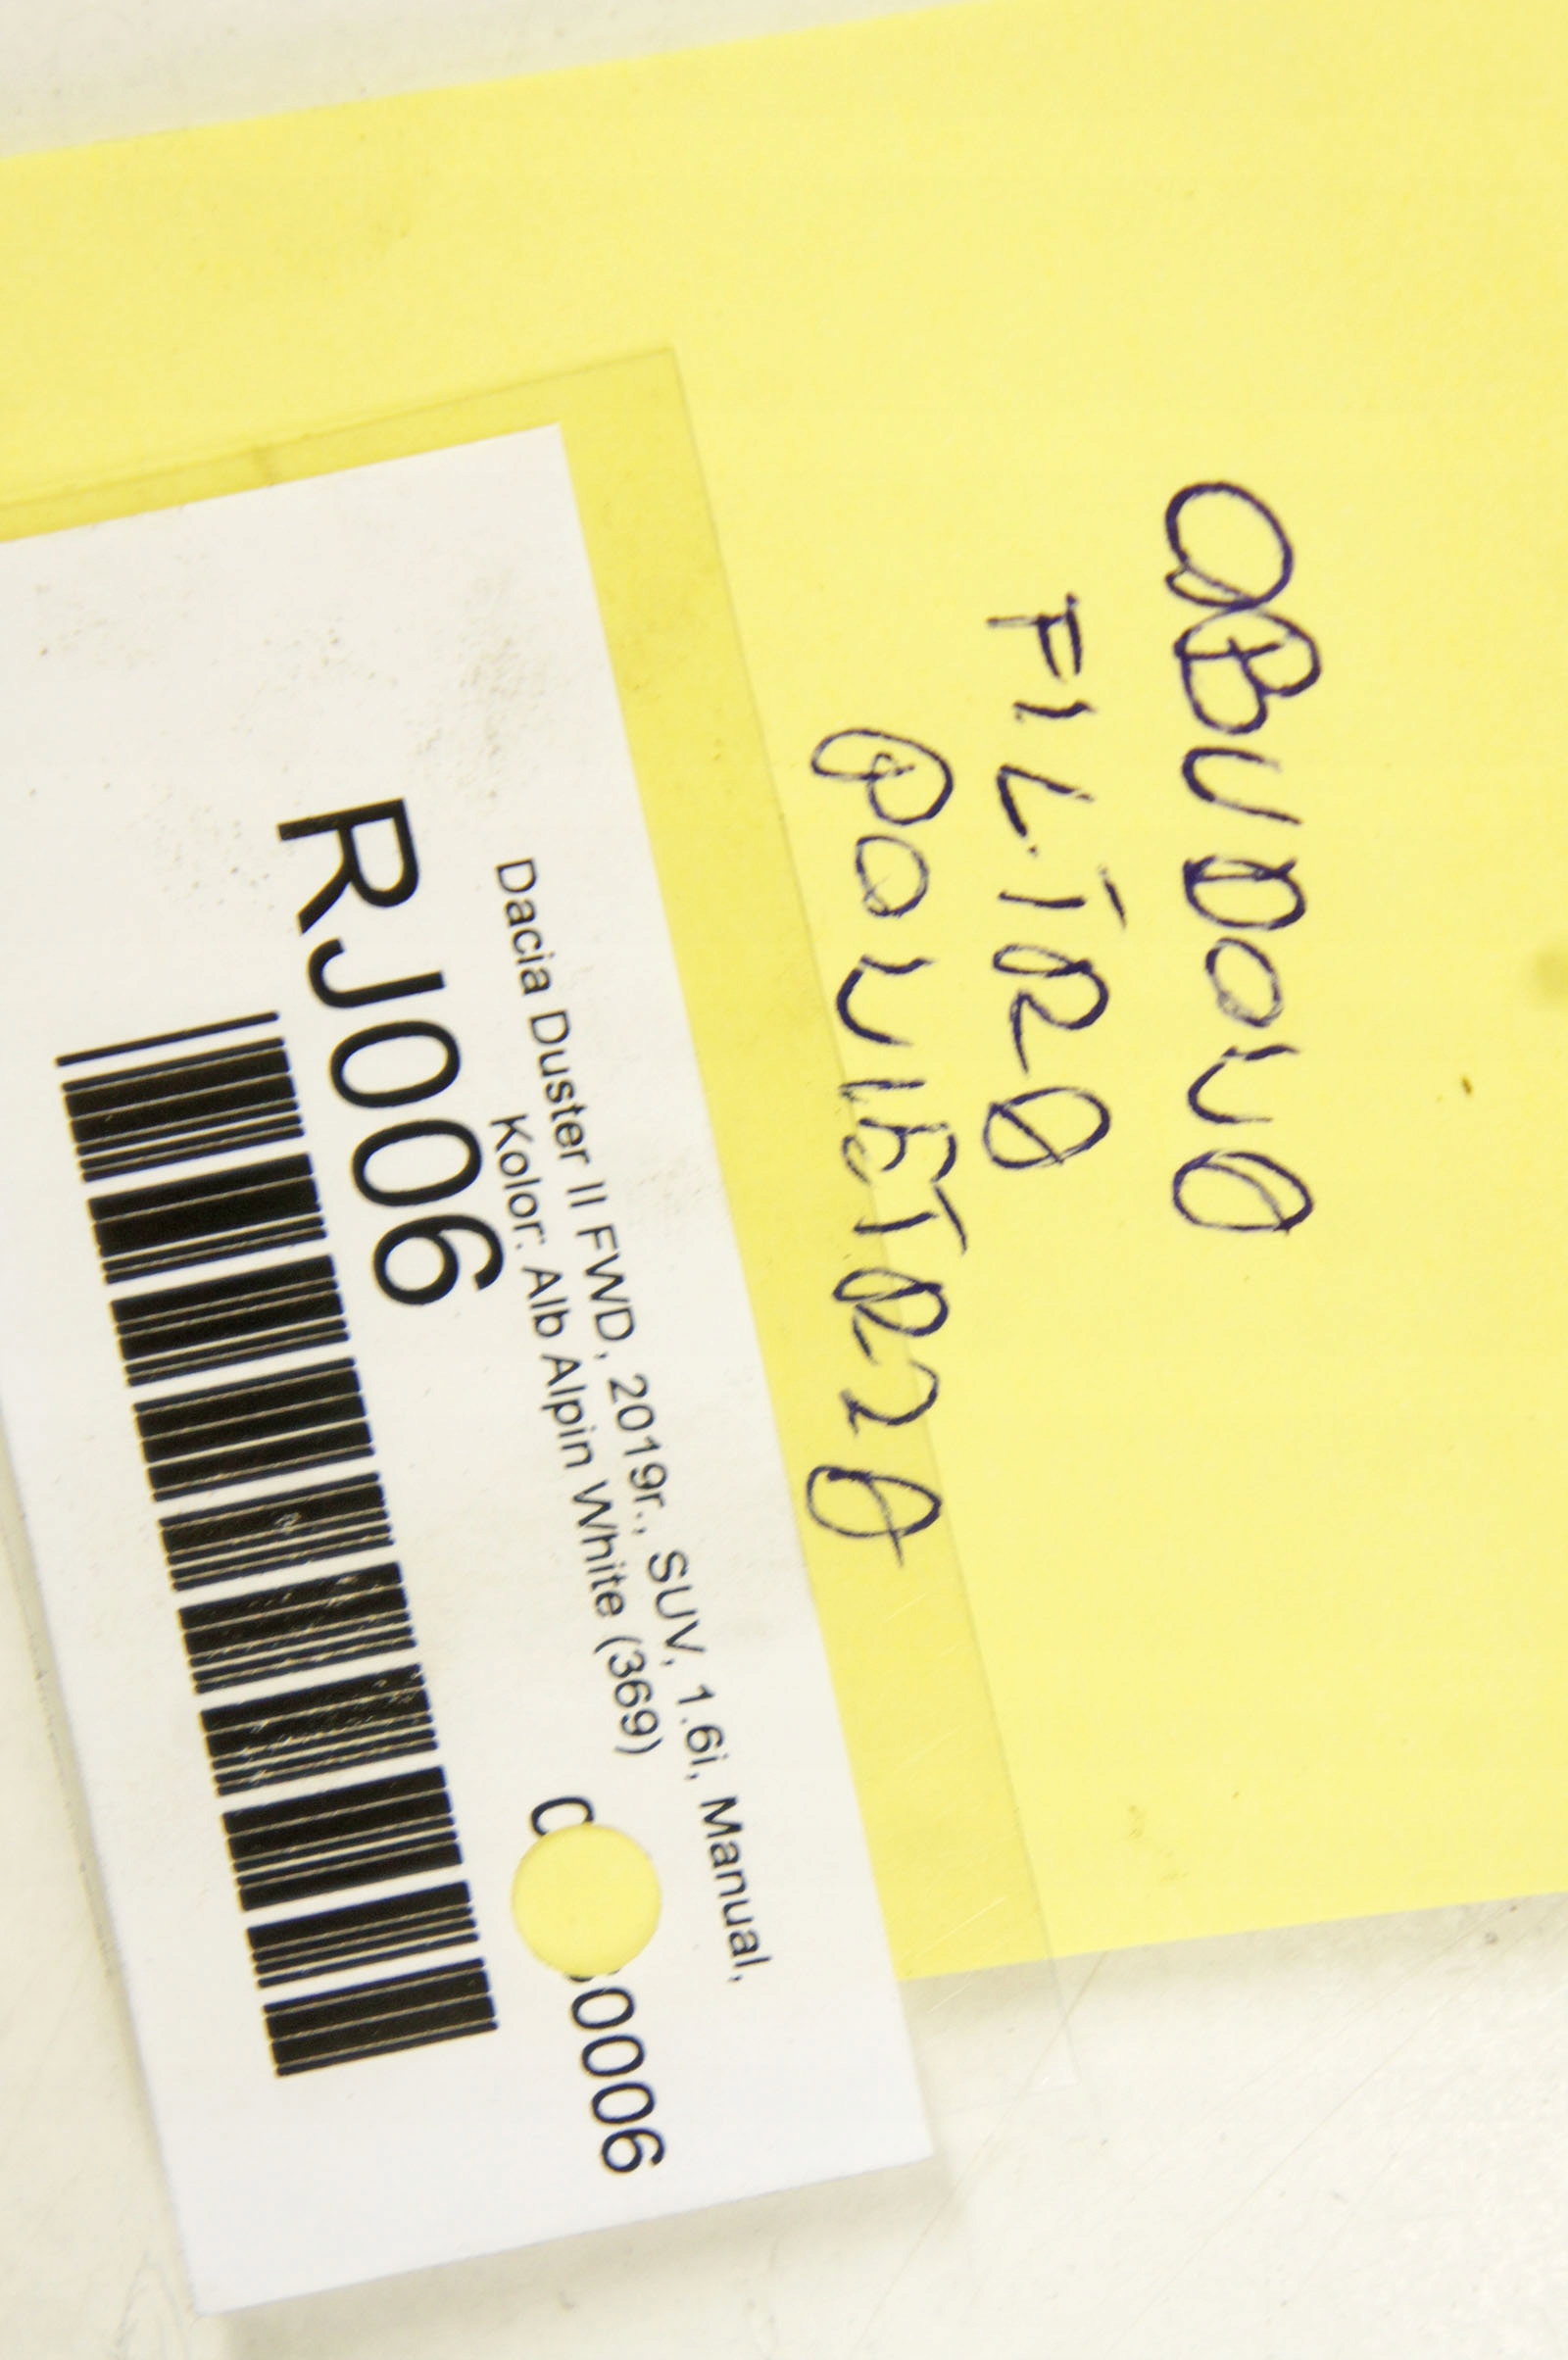 OBUDOWA
FILTRA
POWIETRZA
Dacia Duster II FWD, 2019r., SUV, 1.6i, Manual,
Kolor: Alb Alpin White (369)
RJ006